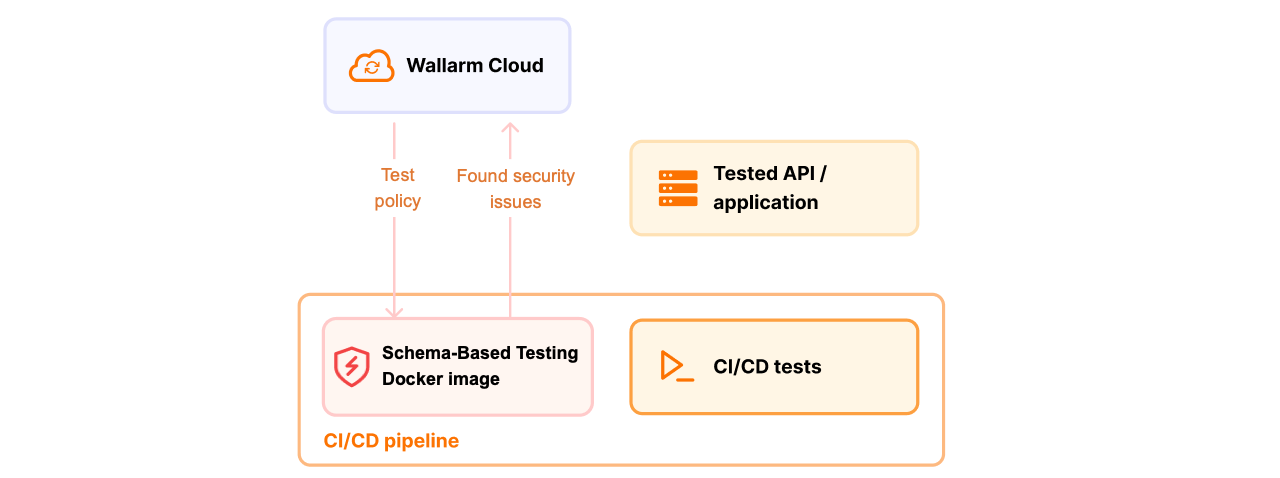 Wallarm Cloud
Test
policy
Found security
issues
Tested API /
application
Schema-Based Testing
Docker image
CI/CD tests
CI/CD pipeline